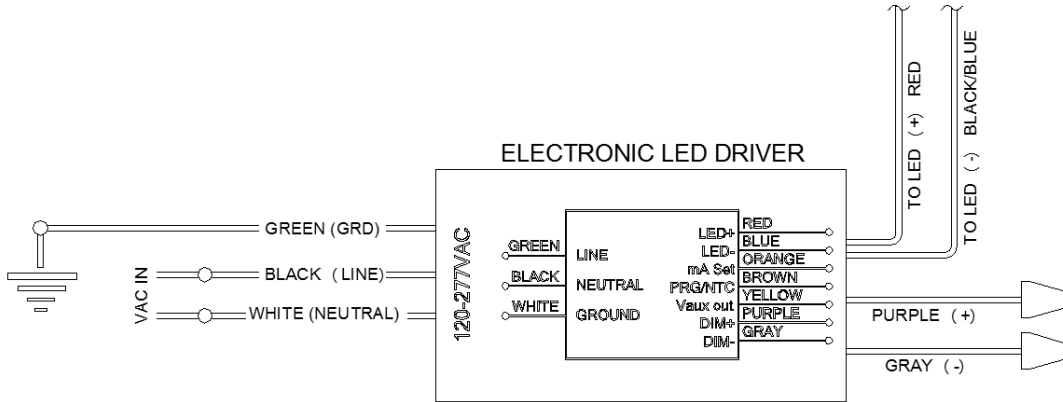 ELECTRONIC LED DRIVER
TO LED (+) RED
TO LED (-) BLACK/BLUE
GREEN (GRD)
VAC IN
BLACK (LINE)
WHITE (NEUTRAL)
120-277VAC
GREEN
LINE
BLACK
NEUTRAL
WHITE
GROUND
LED+
RED
LED-
BLUE
mA Set
ORANGE
PRG/NTC
BROWN
Vaux out
YELLOW
DIM+
PURPLE
DIM-
GRAY
PURPLE (+)
GRAY (-)